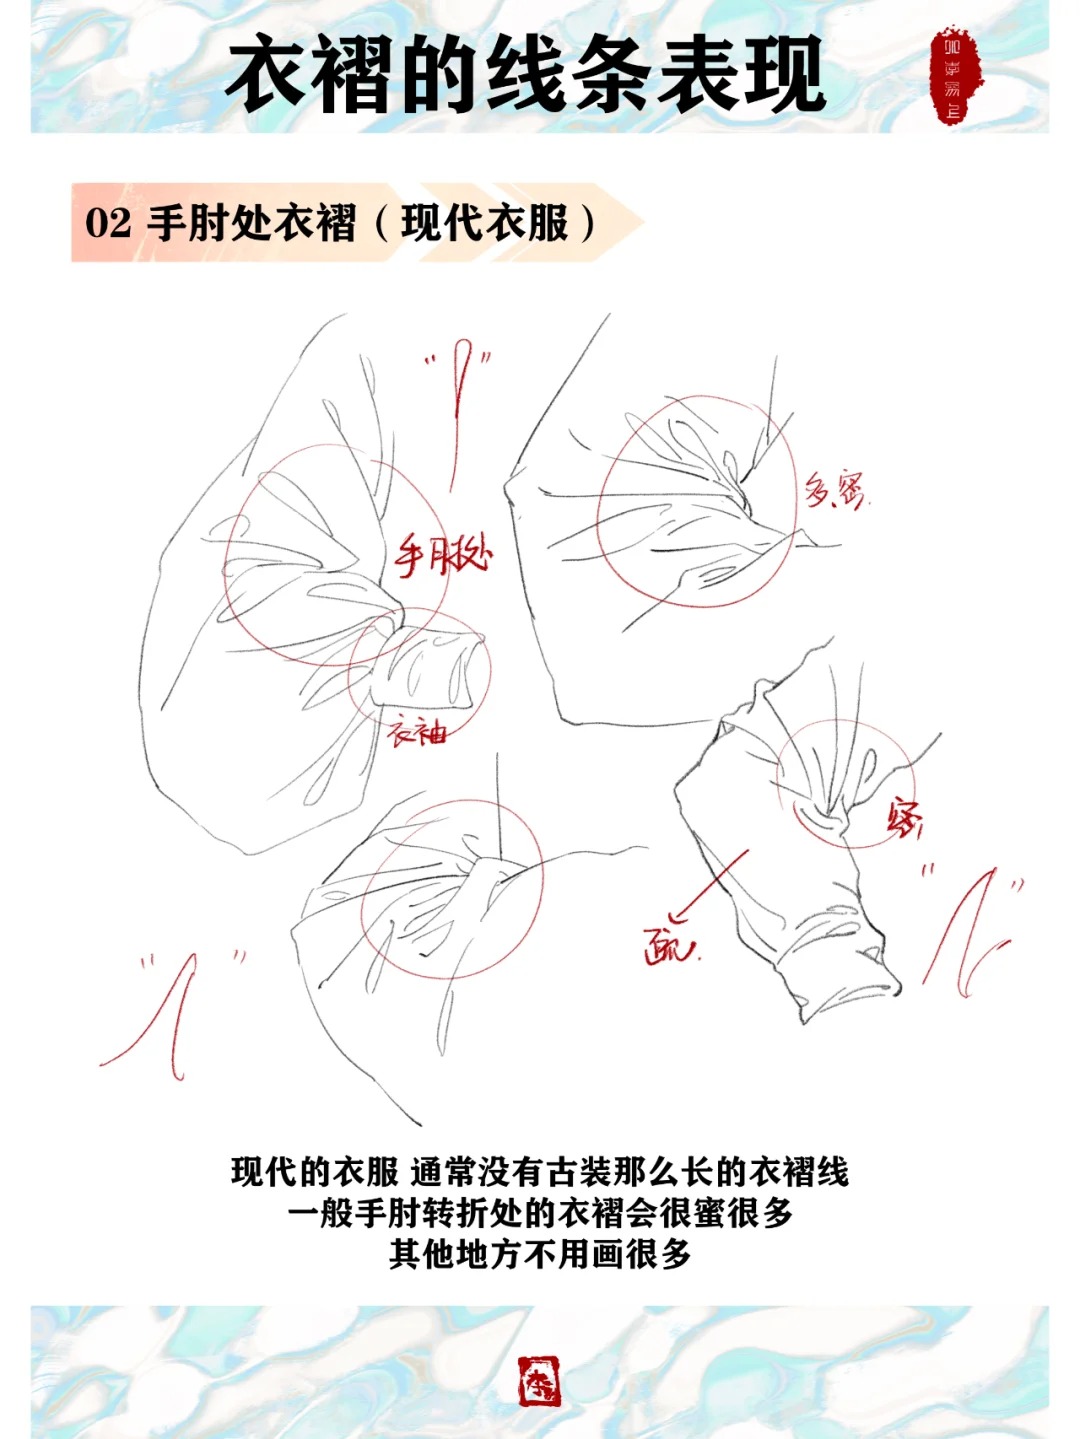 衣褶的线条表现
02 手肘处衣褶（现代衣服）
手肘处
多、密.
衣袖
密,
疏.
现代的衣服 通常没有古装那么长的衣褶线
一般手肘转折处的衣褶会很蜜很多
其他地方不用画很多
李